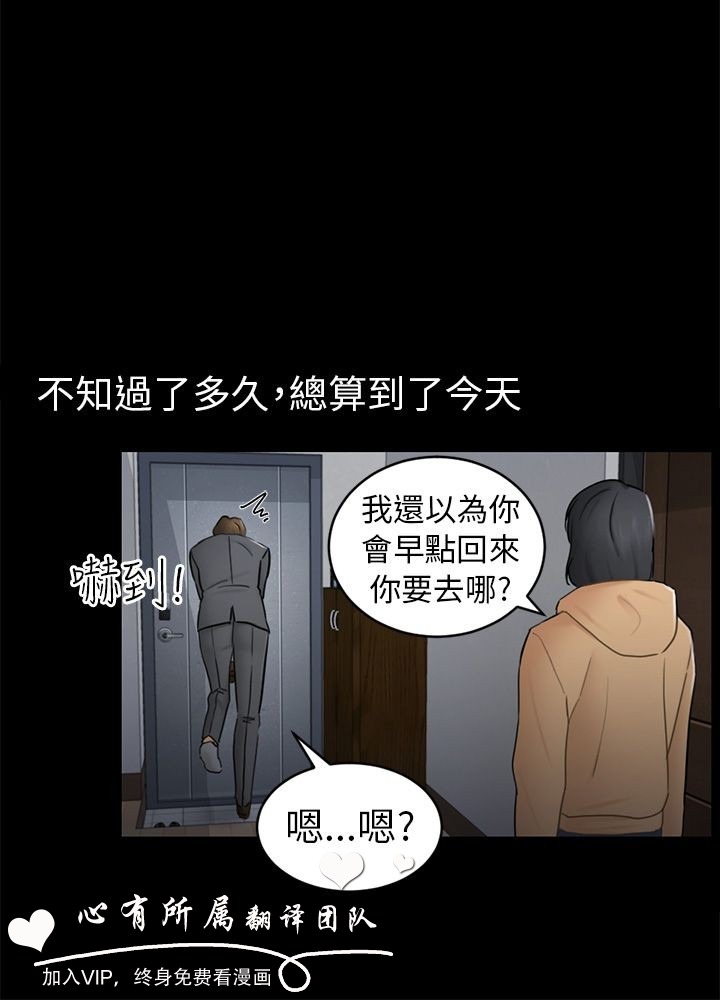 不知過了多久，總算到了今天
我還以為你
會早點回來
你要去哪?
嚇到!
嗯...嗯?
心有所属翻译团队
加入VIP，终身免费看漫画